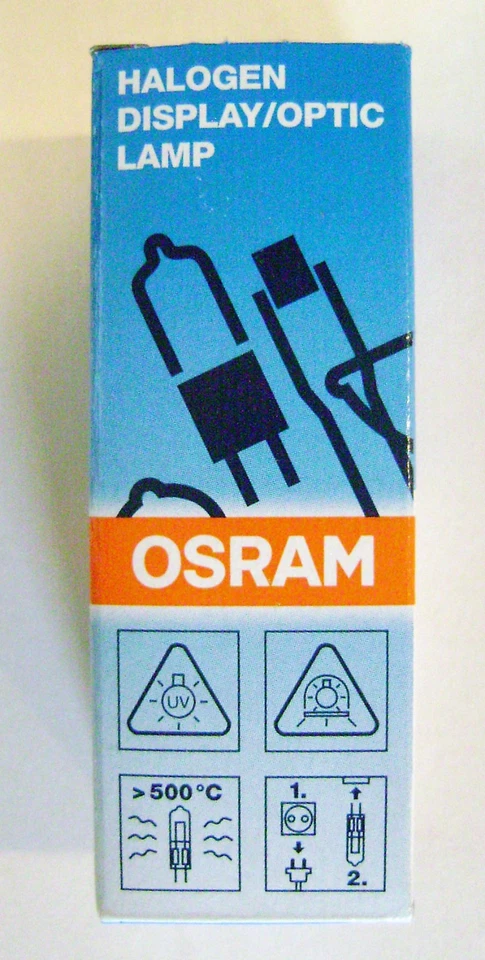 HALOGEN
DISPLAY/OPTIC
LAMP
OSRAM
UV
>500°C
1.
2.